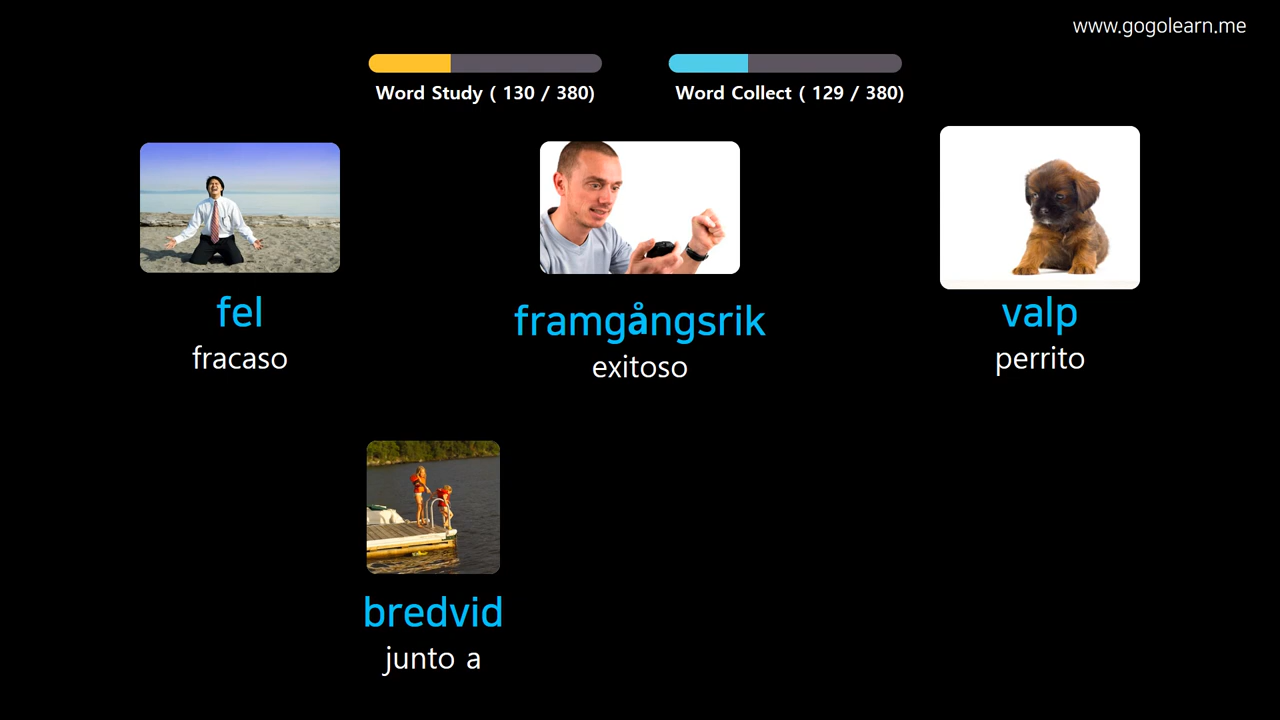 www.gogolearn.me
Word Study ( 130 / 380)
Word Collect ( 129 / 380)
fel
fracaso
framgångsrik
exitoso
valp
perrito
bredvid
junto a